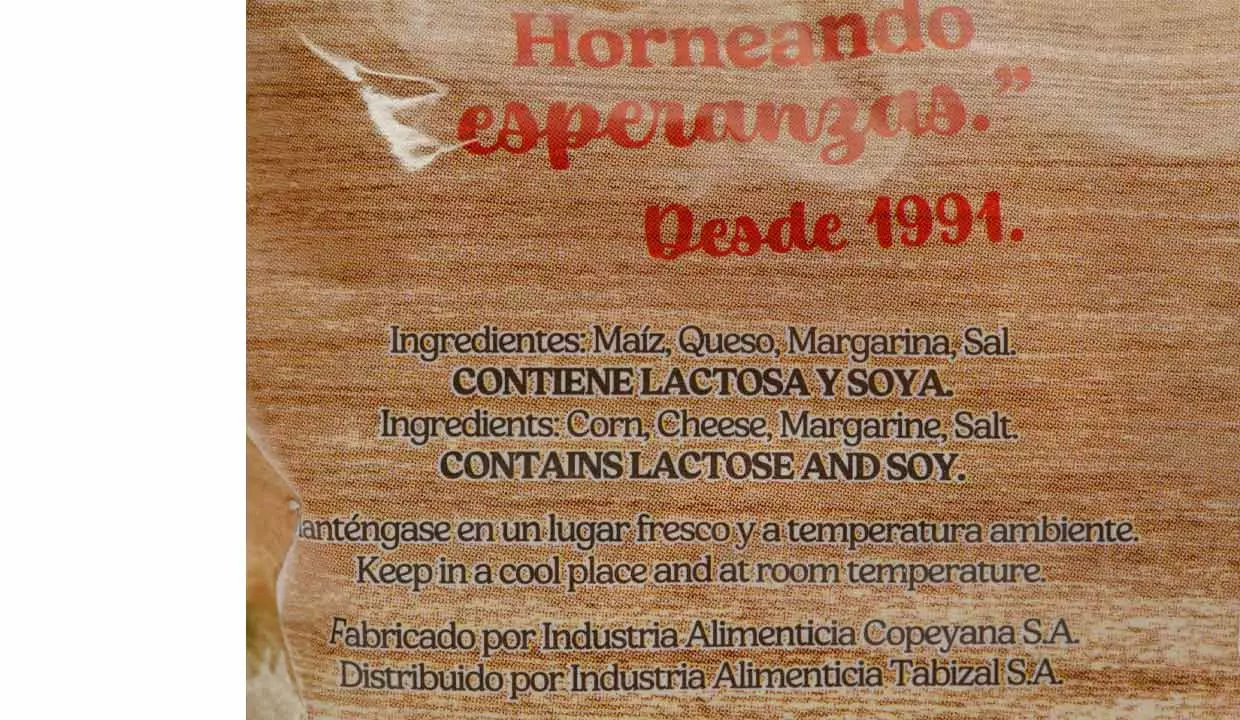 Horneando
esperanzas.”
Desde 1991.
Ingredientes: Maíz, Queso, Margarina, Sal.
CONTIENE LACTOSA Y SOYA.
Ingredients: Corn, Cheese, Margarine, Salt.
CONTAINS LACTOSE AND SOY.
anténgase en un lugar fresco y a temperatura ambiente.
Keep in a cool place and at room temperature.
Fabricado por Industria Alimenticia Copeyana S.A.
Distribuido por Industria Alimenticia Tabizal S.A.